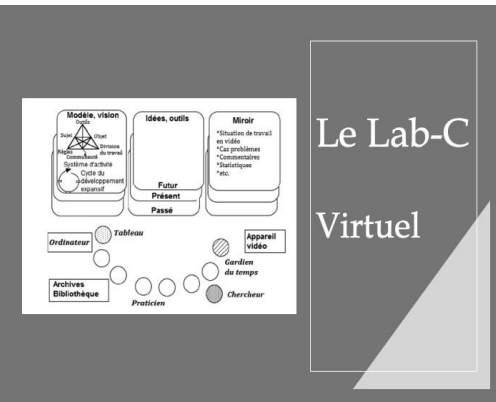 Modèle, vision
Outils
Sujet
Objet
Règles
Division
du travail
Communauté
Système d'activité
Cycle du
développement
expansif
Idées, outils
Futur
Présent
Passé
Miroir
*Situation de travail
en vidéo
*Cas problèmes
*Commentaires
*Statistiques
*etc.
Ordinateur
Tableau
Appareil
vidéo
Gardien
du temps
Archives
Bibliothèque
Praticien
Chercheur
Le Lab-C
Virtuel